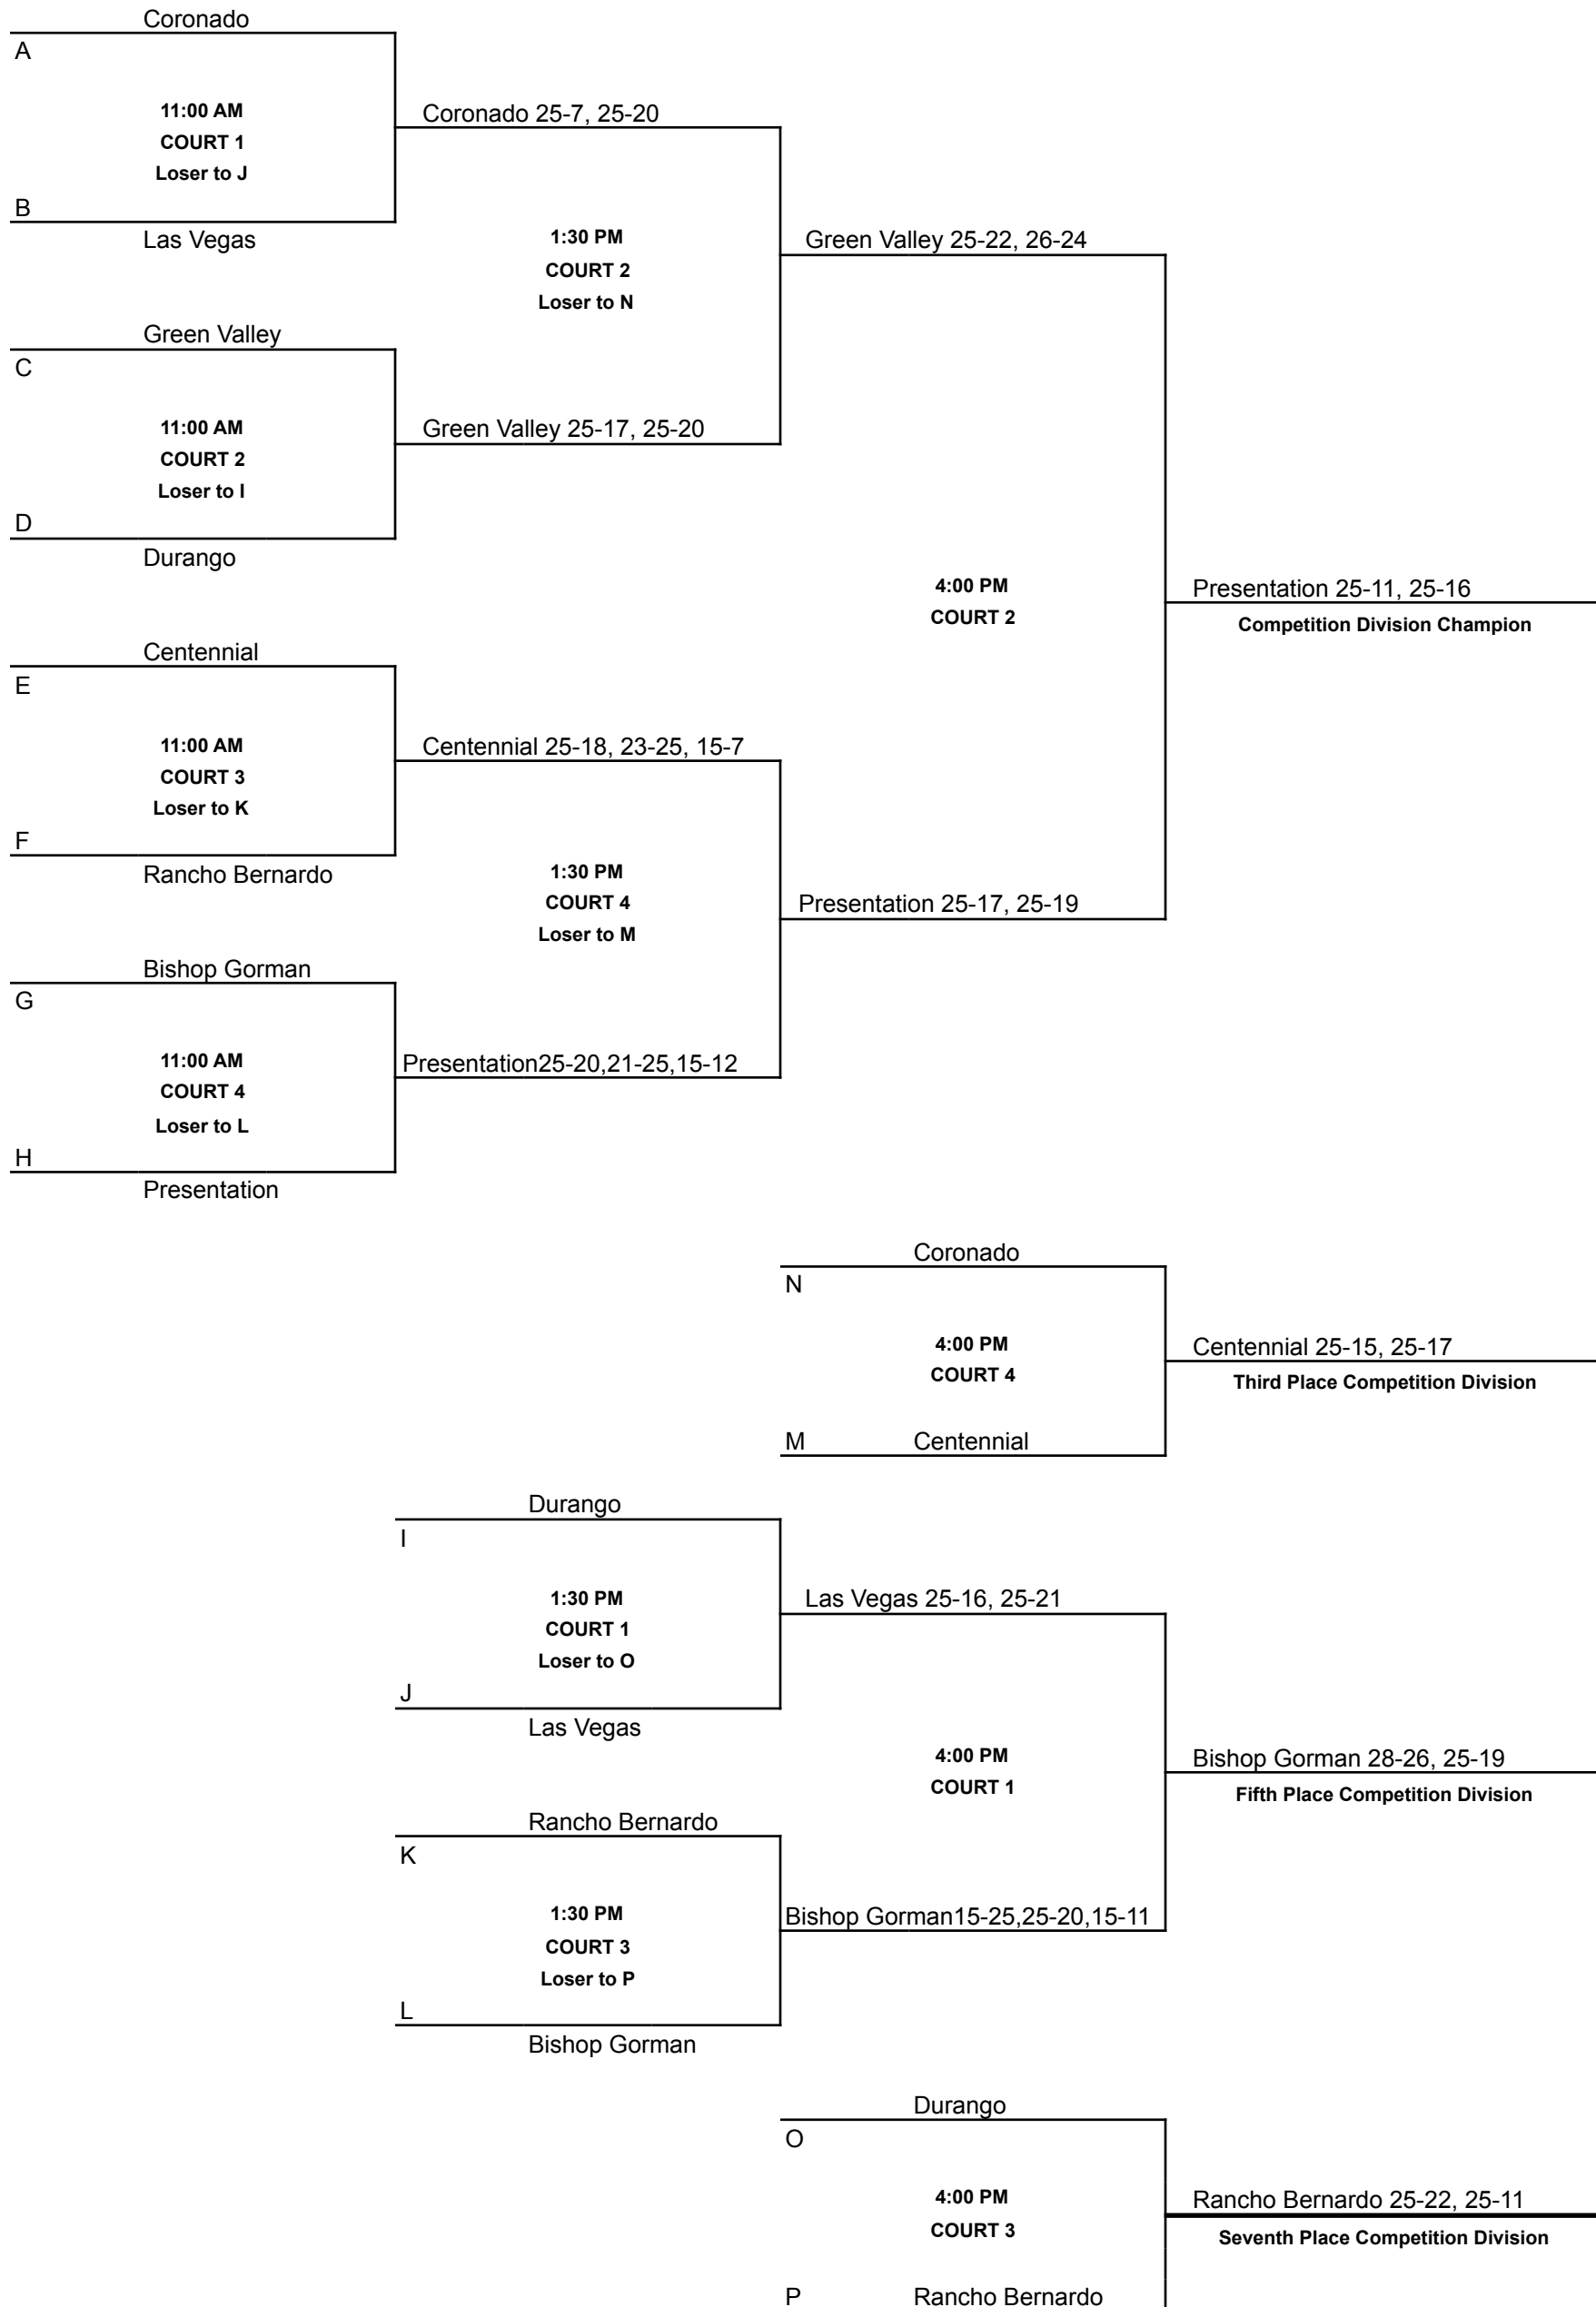 Coronado
A
11:00 AM
COURT 1
Loser to J
Coronado 25-7, 25-20
B
Las Vegas
1:30 PM
COURT 2
Loser to N
Green Valley 25-22, 26-24
Green Valley
C
11:00 AM
COURT 2
Loser to I
Green Valley 25-17, 25-20
D
Durango
4:00 PM
COURT 2
Presentation 25-11, 25-16
Competition Division Champion
Centennial
E
11:00 AM
COURT 3
Loser to K
Centennial 25-18, 23-25, 15-7
F
Rancho Bernardo
1:30 PM
COURT 4
Loser to M
Presentation 25-17, 25-19
Bishop Gorman
G
11:00 AM
COURT 4
Loser to L
Presentation25-20,21-25,15-12
H
Presentation
Coronado
N
4:00 PM
COURT 4
Centennial 25-15, 25-17
Third Place Competition Division
M Centennial
Durango
I
1:30 PM
COURT 1
Loser to O
Las Vegas 25-16, 25-21
J
Las Vegas
4:00 PM
COURT 1
Bishop Gorman 28-26, 25-19
Fifth Place Competition Division
Rancho Bernardo
K
1:30 PM
COURT 3
Loser to P
Bishop Gorman15-25,25-20,15-11
L
Bishop Gorman
Durango
O
4:00 PM
COURT 3
Rancho Bernardo 25-22, 25-11
Seventh Place Competition Division
P Rancho Bernardo